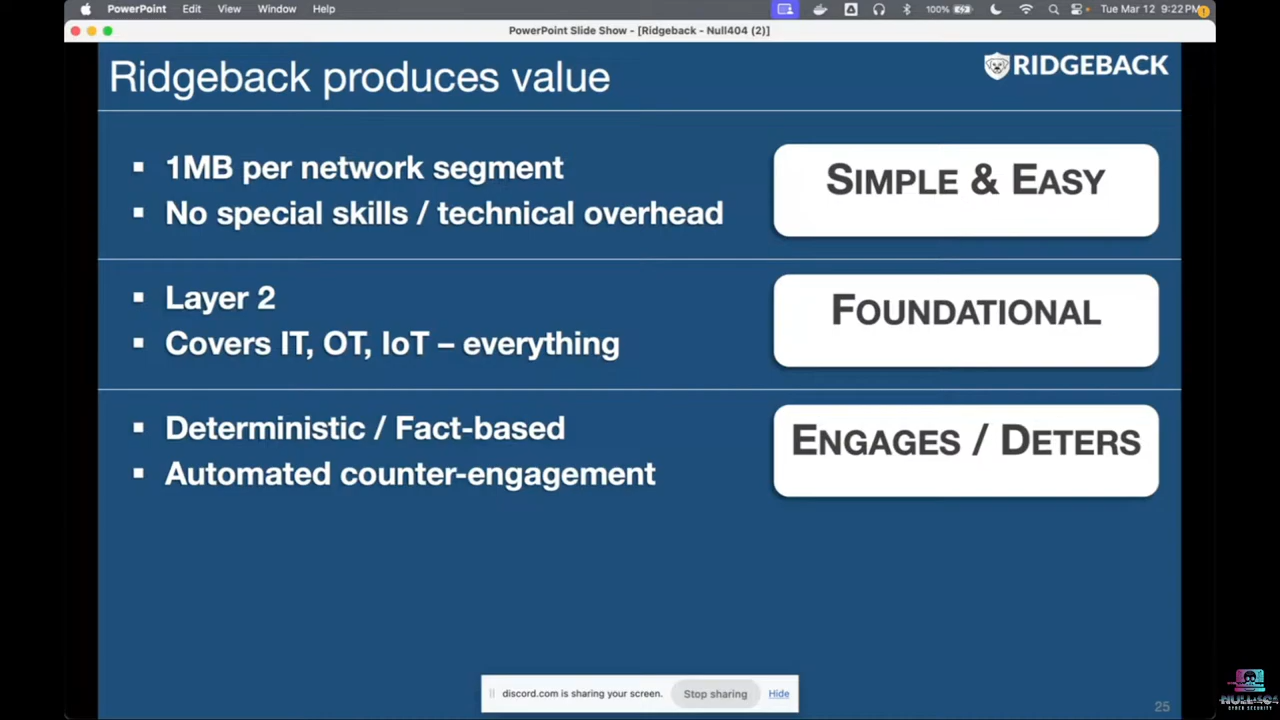 PowerPoint Edit View Window Help 100% Tue Mar 12 9:22 PM
PowerPoint Slide Show - [Ridgeback - Null404 (2)]
Ridgeback produces value
RIDGEBACK
▪ 1MB per network segment
▪ No special skills / technical overhead
SIMPLE & EASY
▪ Layer 2
▪ Covers IT, OT, IoT – everything
FOUNDATIONAL
▪ Deterministic / Fact-based
▪ Automated counter-engagement
ENGAGES / DETERS
discord.com is sharing your screen. Stop sharing Hide
25
NULL404
CYBER SECURITY